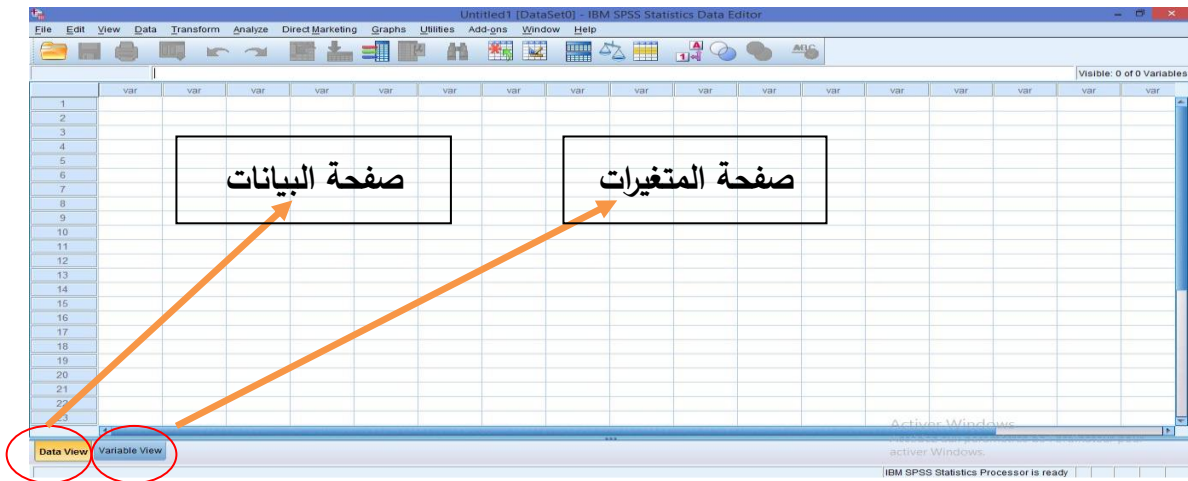 Untitled1 [DataSet0] - IBM SPSS Statistics Data Editor
File Edit View Data Transform Analyze Direct Marketing Graphs Utilities Add-ons Window Help
Visible: 0 of 0 Variables
var var var var var var var var var var var var var var var var var
1
2
3
4
5
6
7
8
9
10
11
12
13
14
15
16
17
18
19
20
21
22
23
صفحة البيانات
صفحة المتغيرات
Activer Windows
activer Windows.
Data View Variable View
IBM SPSS Statistics Processor is ready